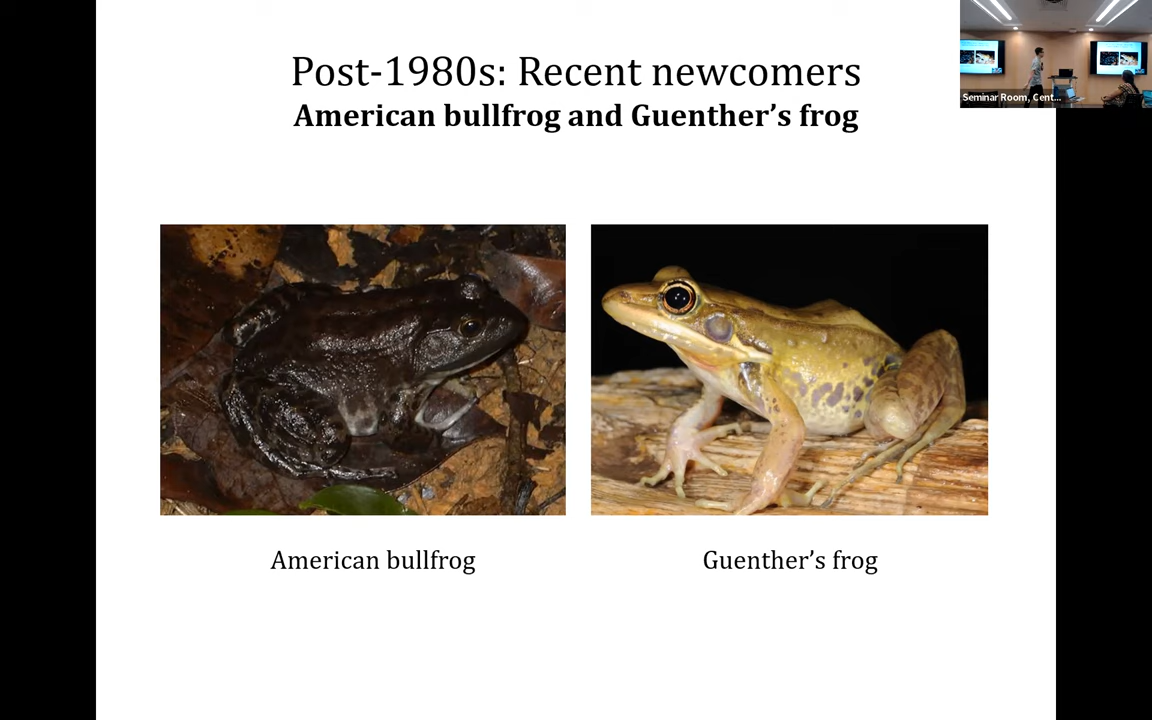 Post-1980s: Recent newcomers
American bullfrog and Guenther’s frog
Seminar Room, Cent...
American bullfrog
Guenther’s frog